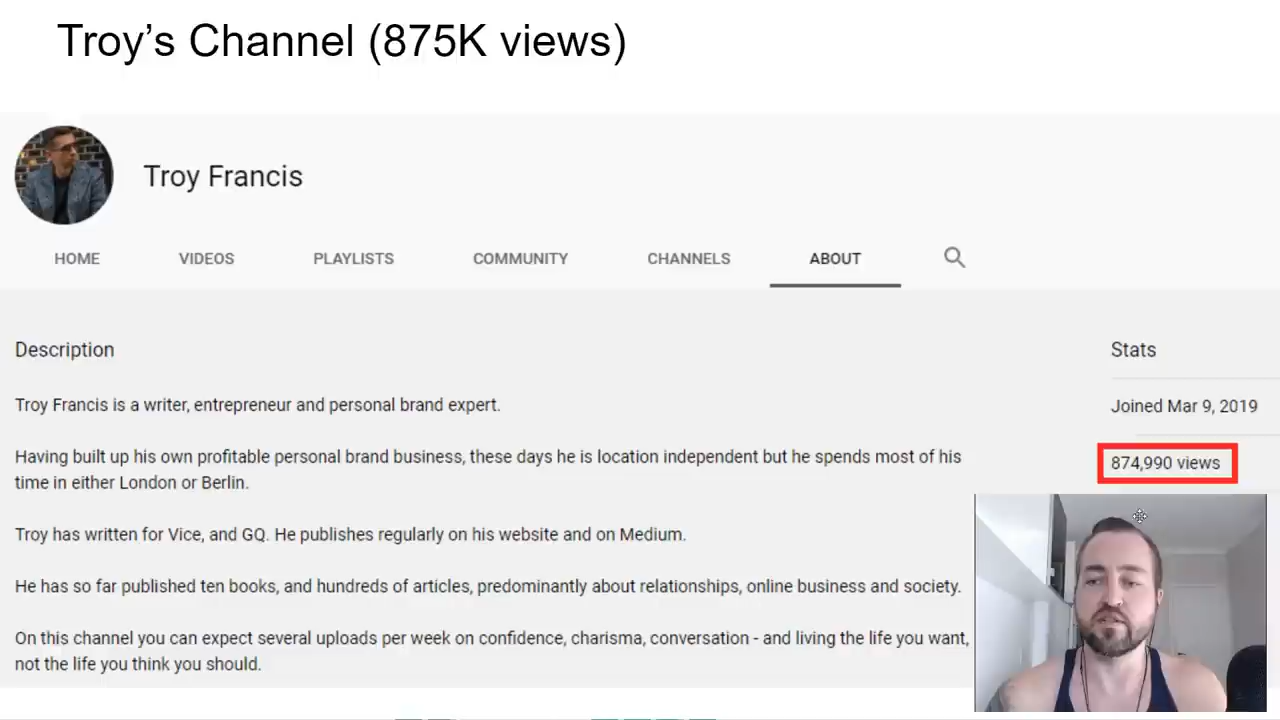 Troy’s Channel (875K views)
Troy Francis
HOME VIDEOS PLAYLISTS COMMUNITY CHANNELS ABOUT
Description
Stats
Troy Francis is a writer, entrepreneur and personal brand expert.
Joined Mar 9, 2019
Having built up his own profitable personal brand business, these days he is location independent but he spends most of his
874,990 views
time in either London or Berlin.
Troy has written for Vice, and GQ. He publishes regularly on his website and on Medium.
He has so far published ten books, and hundreds of articles, predominantly about relationships, online business and society.
On this channel you can expect several uploads per week on confidence, charisma, conversation - and living the life you want,
not the life you think you should.